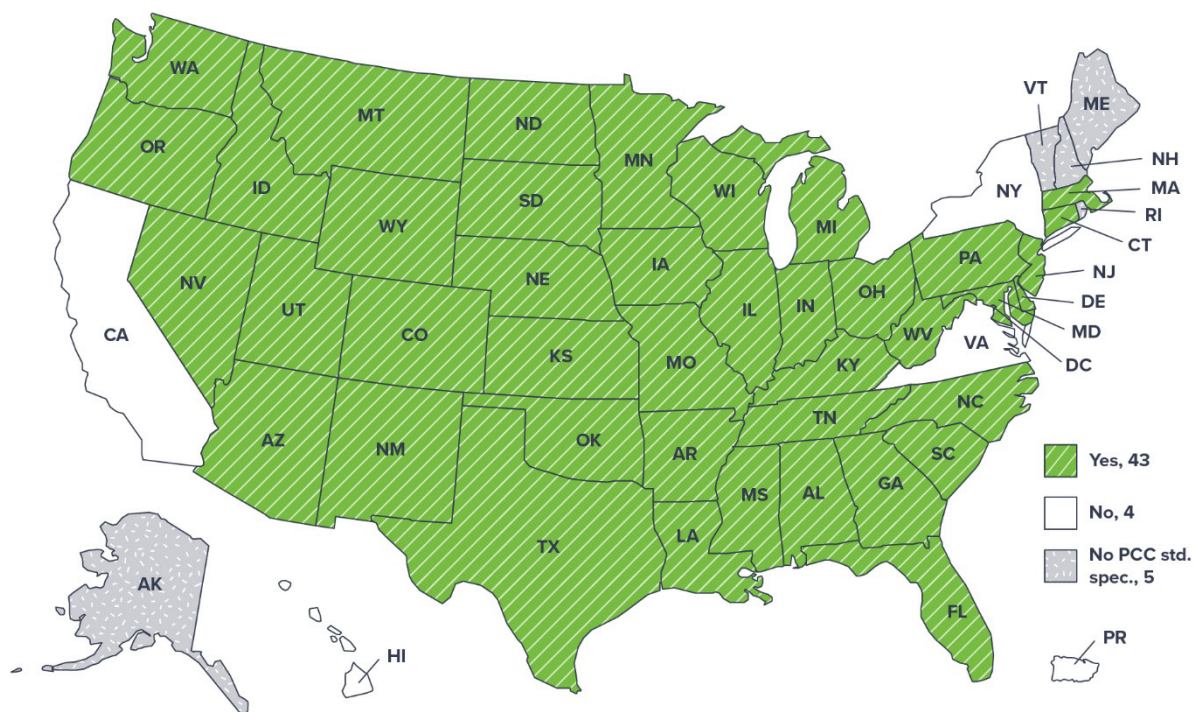 WA
MT
ND
MN
VT
ME
OR
ID
WY
SD
WI
MI
NY
NH
MA
RI
CT
NV
UT
CO
NE
IA
IL
IN
OH
PA
NJ
DE
MD
DC
CA
KS
MO
KY
WV
VA
AZ
NM
OK
AR
TN
NC
SC
MS
AL
GA
TX
LA
FL
AK
HI
PR
Yes, 43
No, 4
No PCC std.
spec., 5